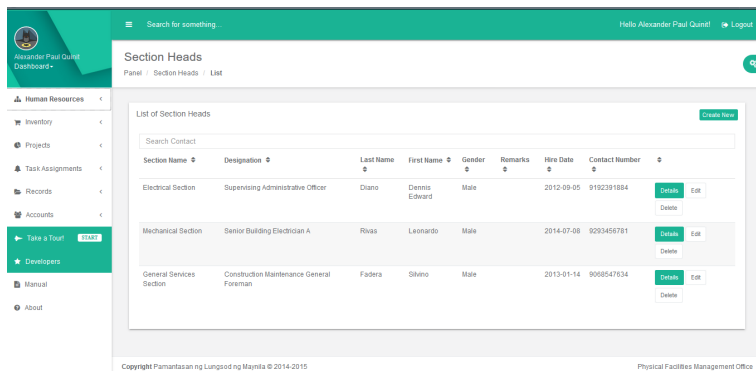 Search for something...
Hello Alexander Paul Quinit!
Logout
Alexander Paul Quinit
Dashboard
Section Heads
Panel / Section Heads / List
Human Resources
Inventory
Projects
Task Assignments
Records
Accounts
Take a Tour! START
Developers
Manual
About
List of Section Heads
Create New
Search Contact
Section Name Designation Last Name First Name Gender Remarks Hire Date Contact Number
Electrical Section Supervising Administrative Officer Diano Dennis Edward Male 2012-09-05 9192391884 Details Edit
Delete
Mechanical Section Senior Building Electrician A Rivas Leonardo Male 2014-07-08 9293456781 Details Edit
Delete
General Services Section Construction Maintenance General Foreman Fadera Silvino Male 2013-01-14 9068547634 Details Edit
Delete
Copyright Pamantasan ng Lungsod ng Maynila © 2014-2015
Physical Facilities Management Office